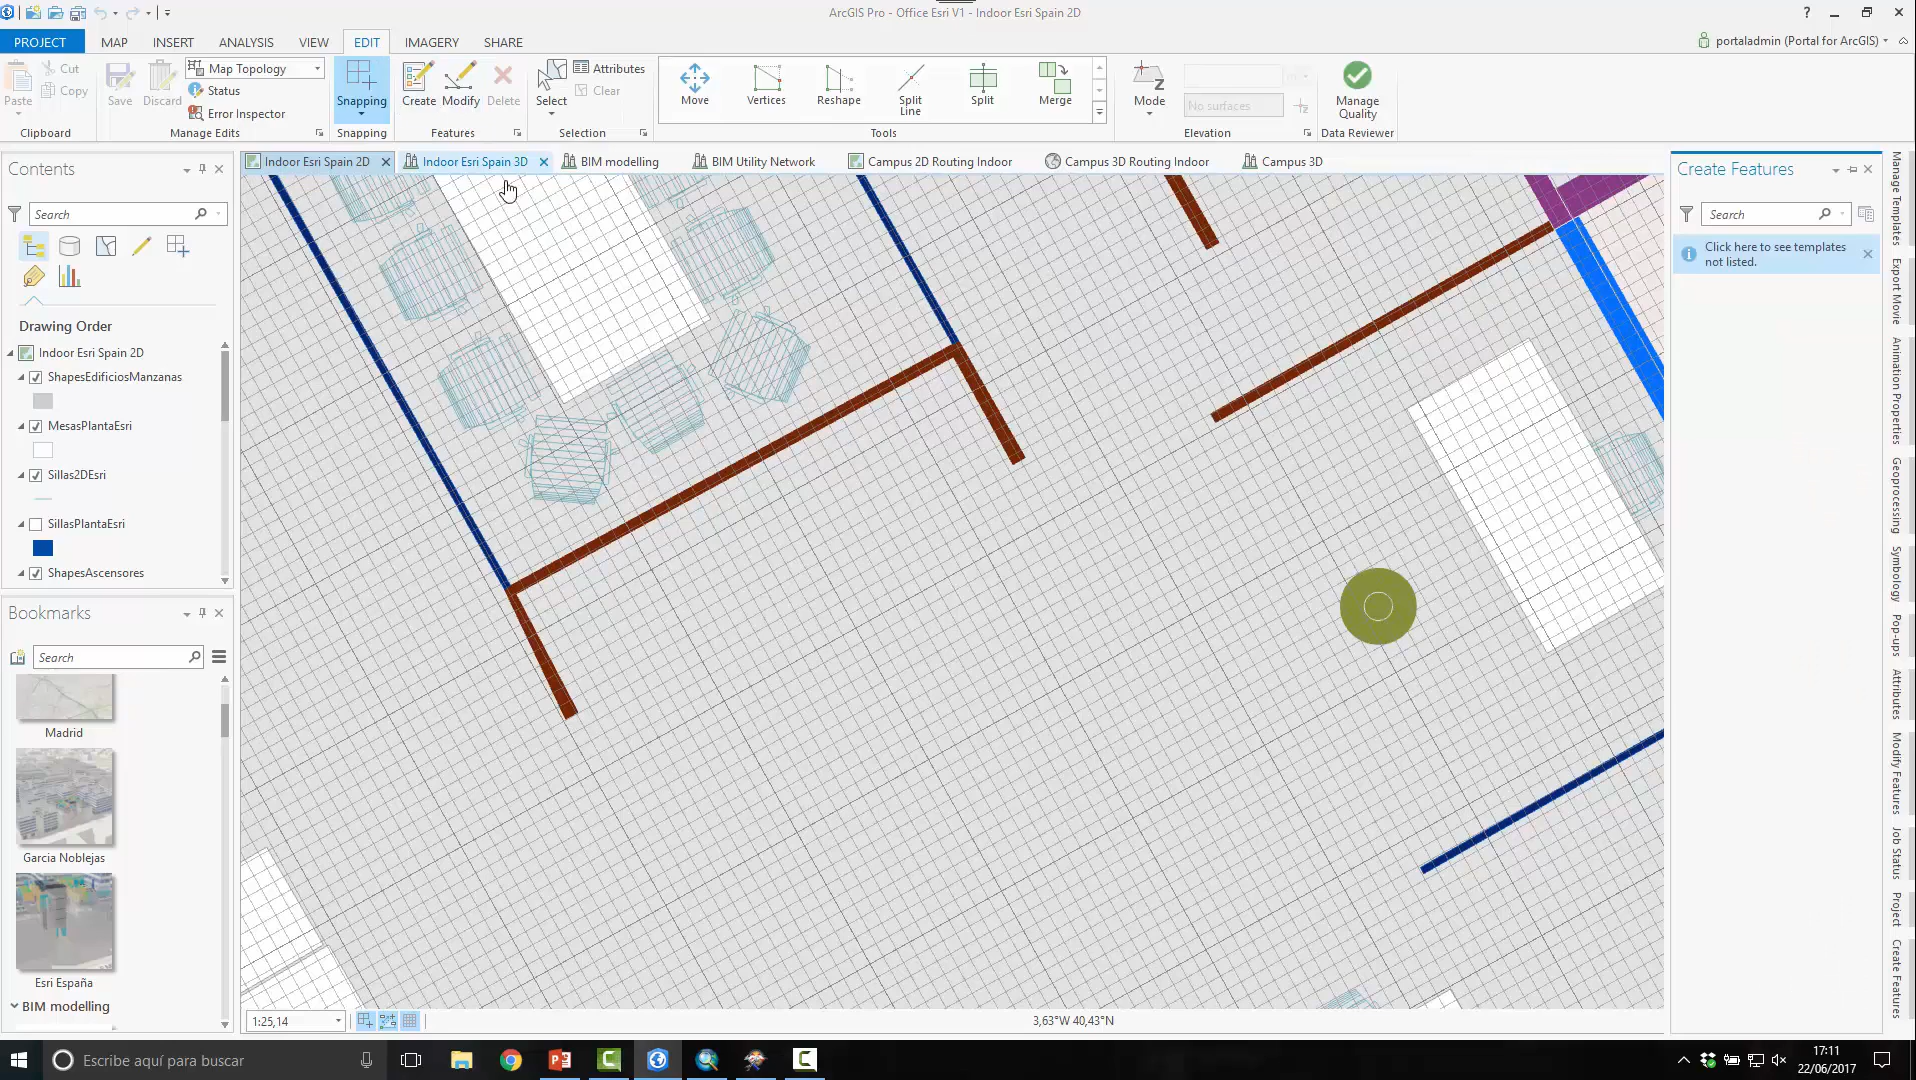 ArcGIS Pro - Office Esri V1 - Indoor Esri Spain 2D
PROJECT MAP INSERT ANALYSIS VIEW EDIT IMAGERY SHARE
portaladmin (Portal for ArcGIS)
Paste
Cut
Copy
Clipboard
Save
Discard
Map Topology
Status
Error Inspector
Manage Edits
Snapping
Snapping
Create
Modify
Delete
Features
Select
Attributes
Clear
Selection
Move
Vertices
Reshape
Split Line
Split
Merge
Tools
Mode
No surfaces
Elevation
Manage Quality
Data Reviewer
Indoor Esri Spain 2D
Indoor Esri Spain 3D
BIM modelling
BIM Utility Network
Campus 2D Routing Indoor
Campus 3D Routing Indoor
Campus 3D
Contents
Search
Drawing Order
Indoor Esri Spain 2D
ShapesEdificiosManzanas
MesasPlantaEsri
Sillas2DEsri
SillasPlantaEsri
ShapesAscensores
Bookmarks
Search
Madrid
Garcia Noblejas
Esri España
BIM modelling
1:25,14
3,63°W 40,43°N
Create Features
Search
Click here to see templates
not listed.
Manage Templates
Export Movie
Animation Properties
Geoprocessing
Symbology
Pop-ups
Attributes
Modify Features
Job Status
Project
Create Features
Escribe aquí para buscar
17:11
22/06/2017